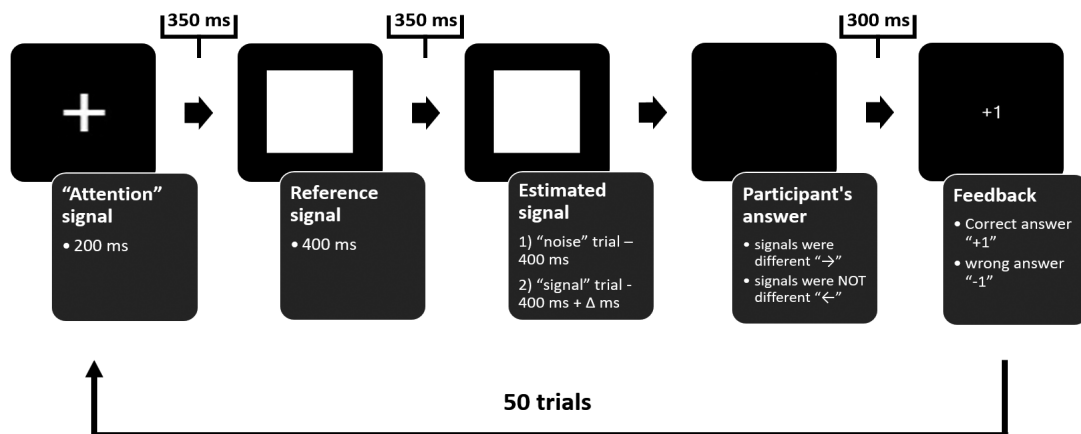 350 ms
350 ms
300 ms
+1
“Attention”
signal
• 200 ms
Reference
signal
• 400 ms
Estimated
signal
1) “noise” trial –
400 ms
2) “signal” trial -
400 ms + Δ ms
Participant's
answer
• signals were
different “→”
• signals were NOT
different “←”
Feedback
• Correct answer
“+1”
• wrong answer
“-1”
50 trials